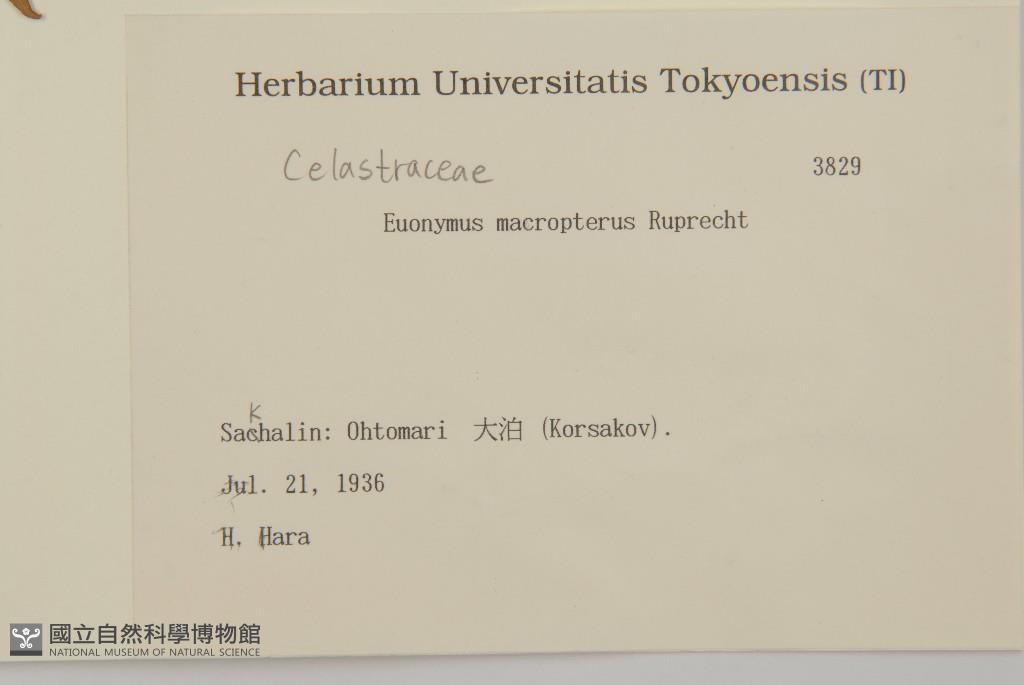 Herbarium Universitatis Tokyoensis (TI)
Celastraceae 3829
Euonymus macropterus Ruprecht
K
Sachalin: Ohtomari 大泊 (Korsakov).
Jul. 21, 1936
H. Hara
國立自然科學博物館
NATIONAL MUSEUM OF NATURAL SCIENCE